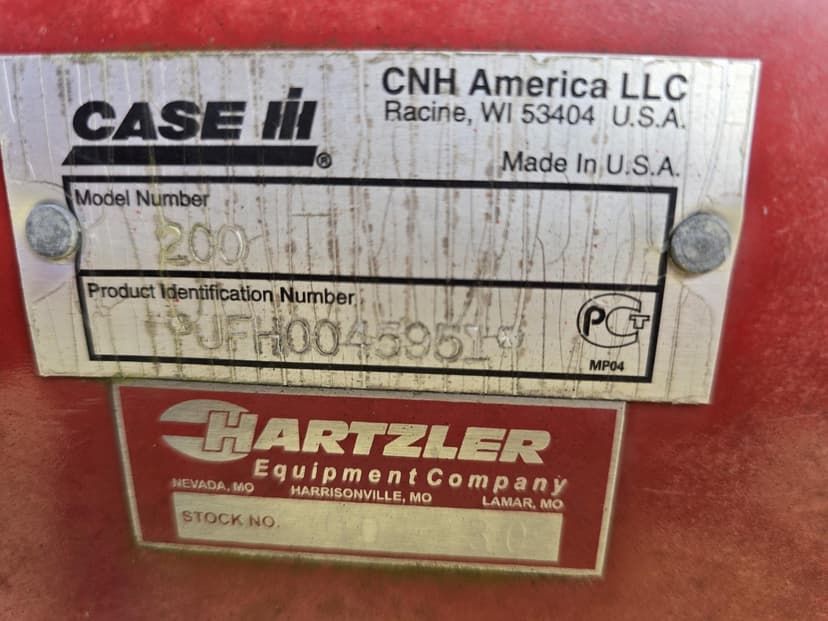 CASE IH®
CNH America LLC
Racine, WI 53404 U.S.A.
Made In U.S.A.
Model Number
200
Product Identification Number
*JFH0045951*
PCT
MP04
HARTZLER
Equipment Company
NEVADA, MO HARRISONVILLE, MO LAMAR, MO
STOCK NO.